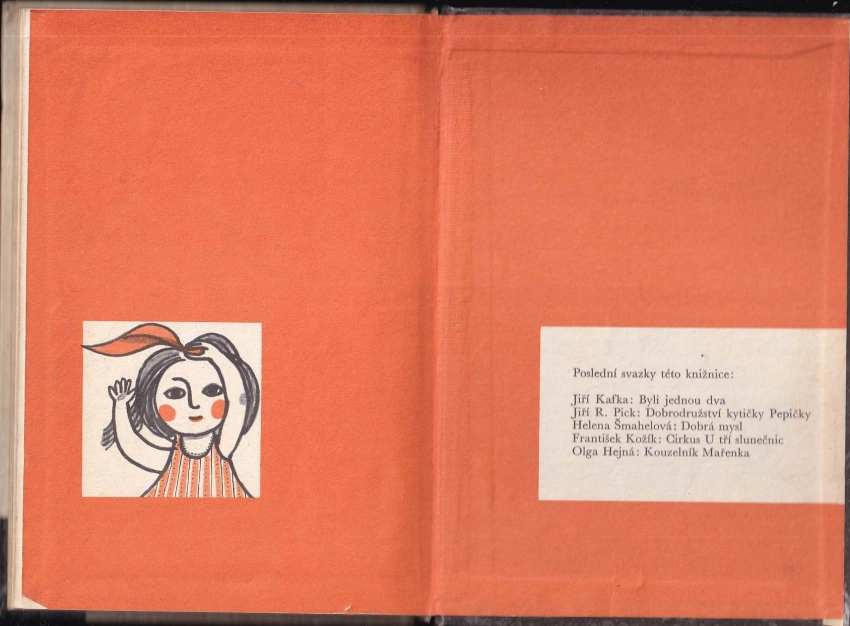 Poslední svazky této knižnice:
Jiří Kafka: Byli jednou dva
Jiří R. Pick: Dobrodružství kytičky Pepičky
Helena Šmahelová: Dobrá mysl
František Kožík: Cirkus U tří slunečnic
Olga Hejná: Kouzelník Mařenka